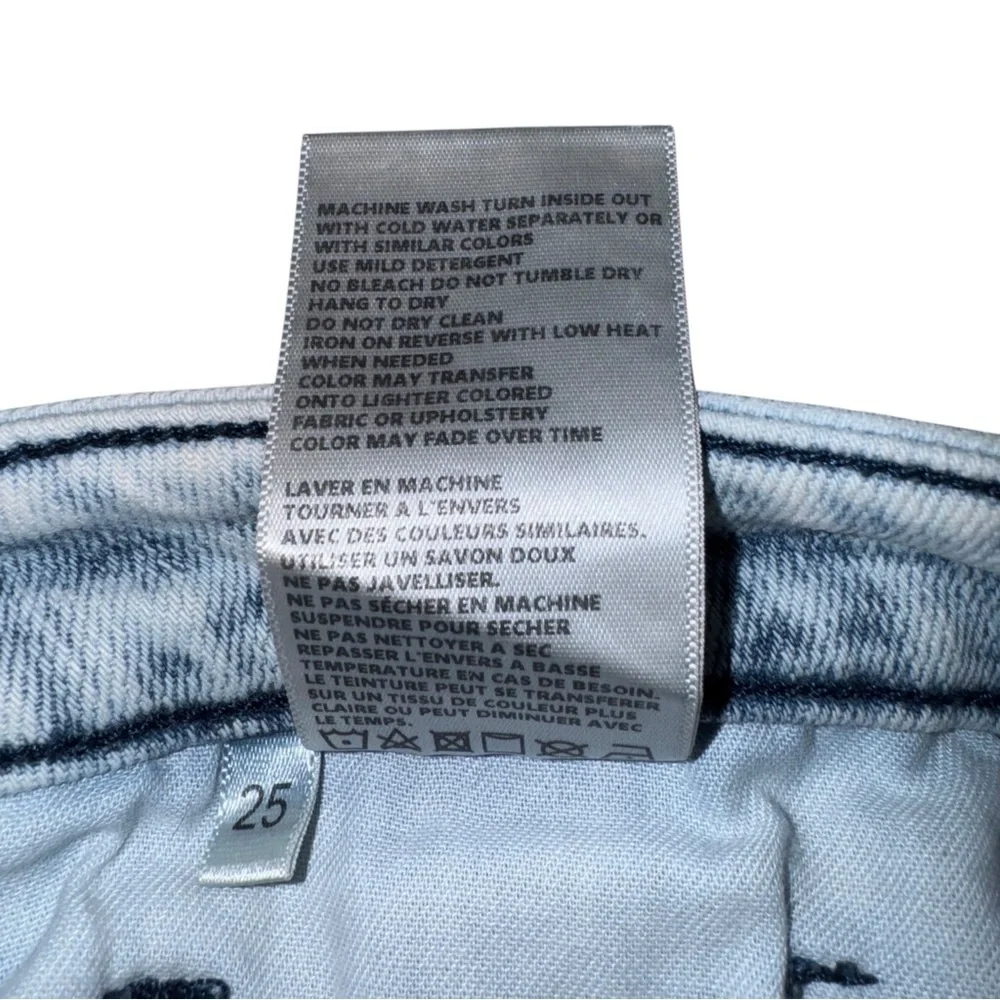 MACHINE WASH TURN INSIDE OUT
WITH COLD WATER SEPARATELY OR
WITH SIMILAR COLORS
USE MILD DETERGENT
NO BLEACH DO NOT TUMBLE DRY
HANG TO DRY
DO NOT DRY CLEAN
IRON ON REVERSE WITH LOW HEAT
WHEN NEEDED
COLOR MAY TRANSFER
ONTO LIGHTER COLORED
FABRIC OR UPHOLSTERY
COLOR MAY FADE OVER TIME
LAVER EN MACHINE
TOURNER A L'ENVERS
AVEC DES COULEURS SIMILAIRES.
UTILISER UN SAVON DOUX
NE PAS JAVELLISER.
NE PAS SÉCHER EN MACHINE
SUSPENDRE POUR SECHER
NE PAS NETTOYER A SEC
REPASSER L'ENVERS A BASSE
TEMPERATURE EN CAS DE BESOIN.
LE TEINTURE PEUT SE TRANSFERER
SUR UN TISSU DE COULEUR PLUS
CLAIRE OU PEUT DIMINUER AVEC
LE TEMPS.
25